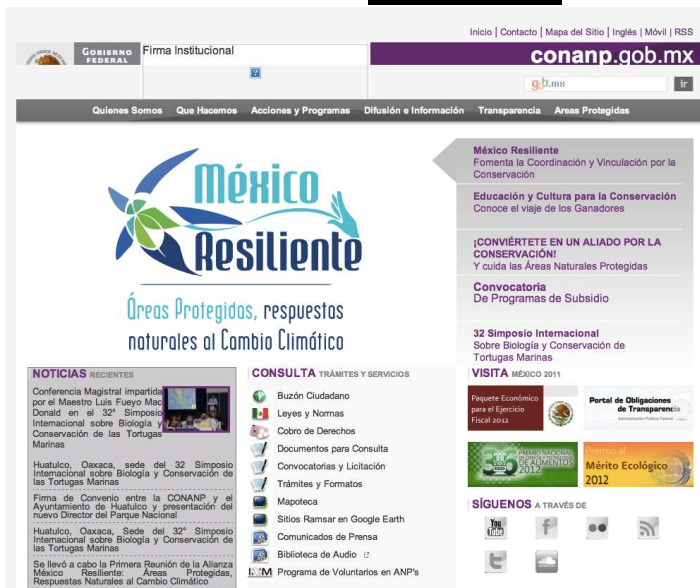 Inicio | Contacto | Mapa del Sitio | Inglés | Móvil | RSS
GOBIERNO
FEDERAL
Firma Institucional
conanp.gob.mx
gob.mx
ir
Quienes Somos Que Hacemos Acciones y Programas Difusión e Información Transparencia Areas Protegidas
México
Resiliente
Áreas Protegidas, respuestas
naturales al Cambio Climático
México Resiliente
Fomenta la Coordinación y Vinculación por la
Conservación
Educación y Cultura para la Conservación
Conoce el viaje de los Ganadores
¡CONVIÉRTETE EN UN ALIADO POR LA
CONSERVACIÓN!
Y cuida las Áreas Naturales Protegidas
Convocatoria
De Programas de Subsidio
32 Simposio Internacional
Sobre Biología y Conservación de
Tortugas Marinas
NOTICIAS RECIENTES
Conferencia Magistral impartida
por el Maestro Luis Fueyo Mac
Donald en el 32° Simposio
Internacional sobre Biología y
Conservación de las Tortugas
Marinas
Huatulco, Oaxaca, sede del 32 Simposio
Internacional sobre Biología y Conservación de
las Tortugas Marinas
Firma de Convenio entre la CONANP y el
Ayuntamiento de Huatulco y presentación del
nuevo Director del Parque Nacional
Huatulco, Oaxaca, Sede del 32° Simposio
Internacional sobre Biología y Conservación de
las Tortugas Marinas
Se llevó a cabo la Primera Reunión de la Alianza
México Resiliente: Áreas Protegidas,
Respuestas Naturales al Cambio Climático
CONSULTA TRÁMITES Y SERVICIOS
Buzón Ciudadano
Leyes y Normas
Cobro de Derechos
Documentos para Consulta
Convocatorias y Licitación
Trámites y Formatos
Mapoteca
Sitios Ramsar en Google Earth
Comunicados de Prensa
Biblioteca de Audio
Programa de Voluntarios en ANP's
VISITA MÉXICO 2011
Paquete Económico
para el Ejercicio
Fiscal 2012
Portal de Obligaciones
de Transparencia
PREMIO NACIONAL
DE ALIMENTOS
2012
Premio al
Mérito Ecológico
2012
SÍGUENOS A TRAVÉS DE
You
Tube